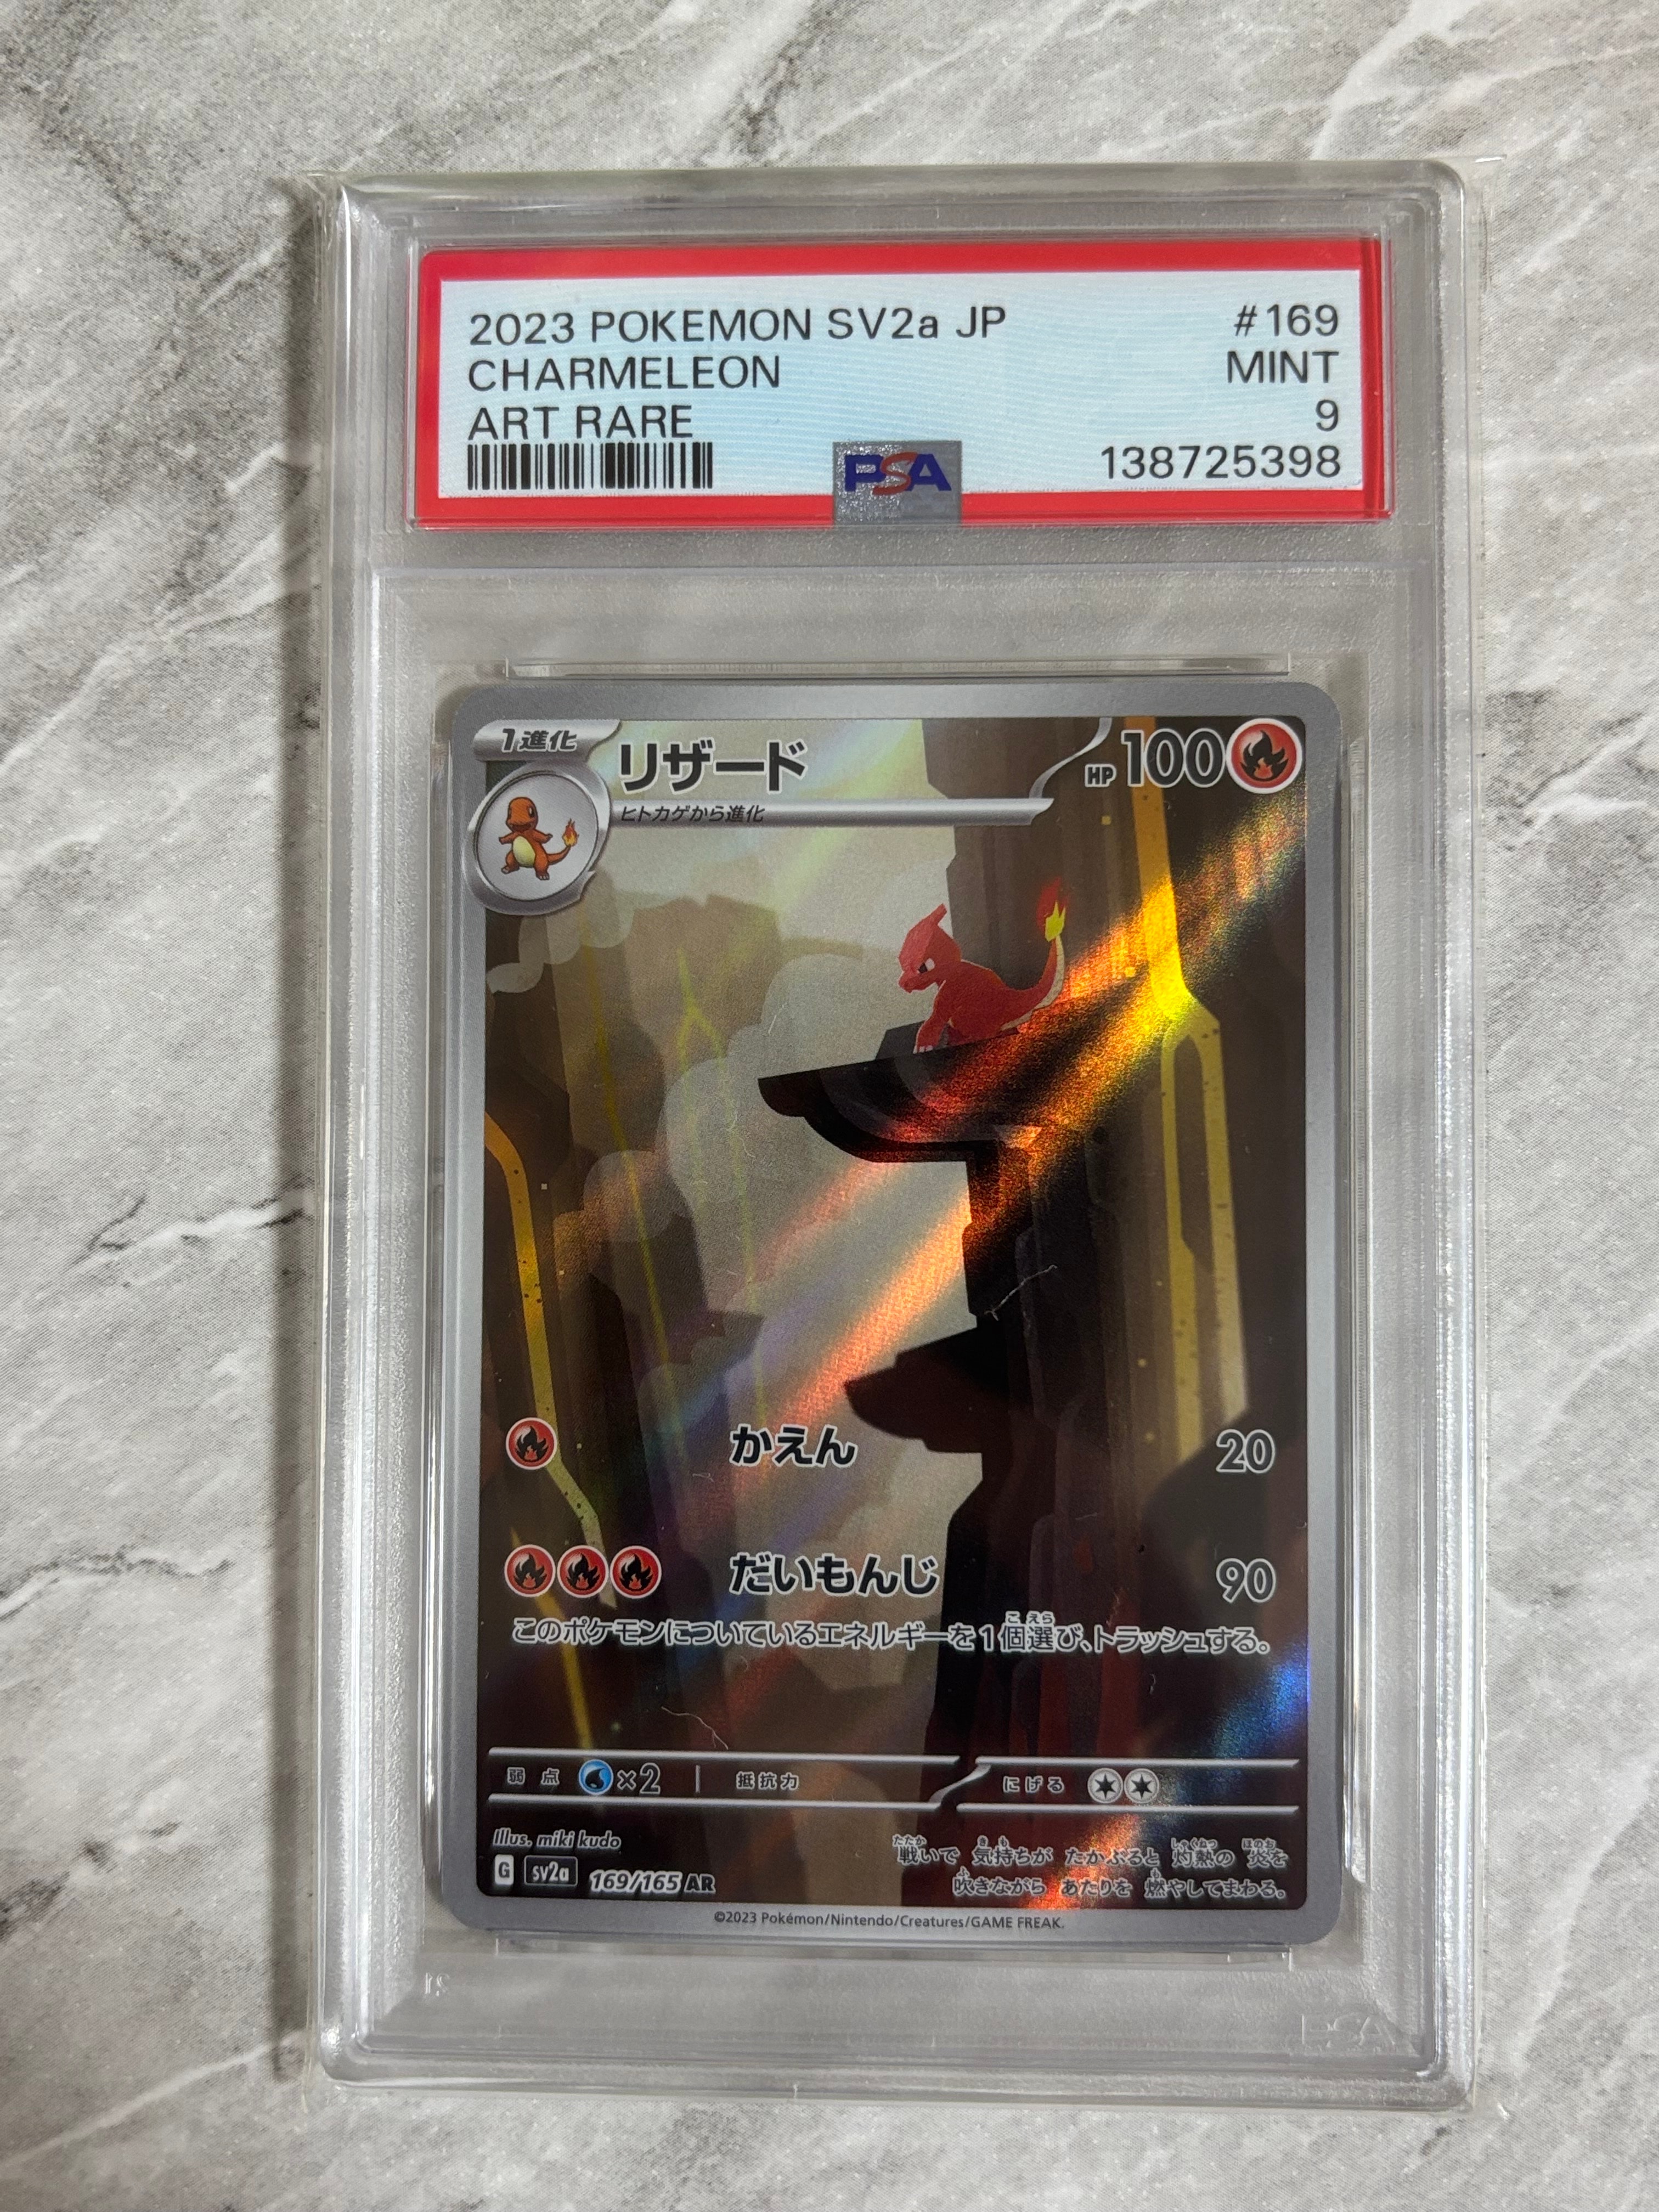 2023 POKEMON SV2a JP #169
CHARMELEON MINT
ART RARE 9
PSA 138725398
1進化 リザード HP 100
ヒトカゲから進化
かえん 20
だいもんじ 90
このポケモンについているエネルギーを1個選び、トラッシュする。
弱点 ×2 抵抗力 にげる
Illus. miki kudo
G sv2a 169/165 AR
戦いで 気持ちが たかぶると 灼熱の 炎を
吹きながら あたりを 燃やしてまわる。
©2023 Pokémon/Nintendo/Creatures/GAME FREAK.
PSA